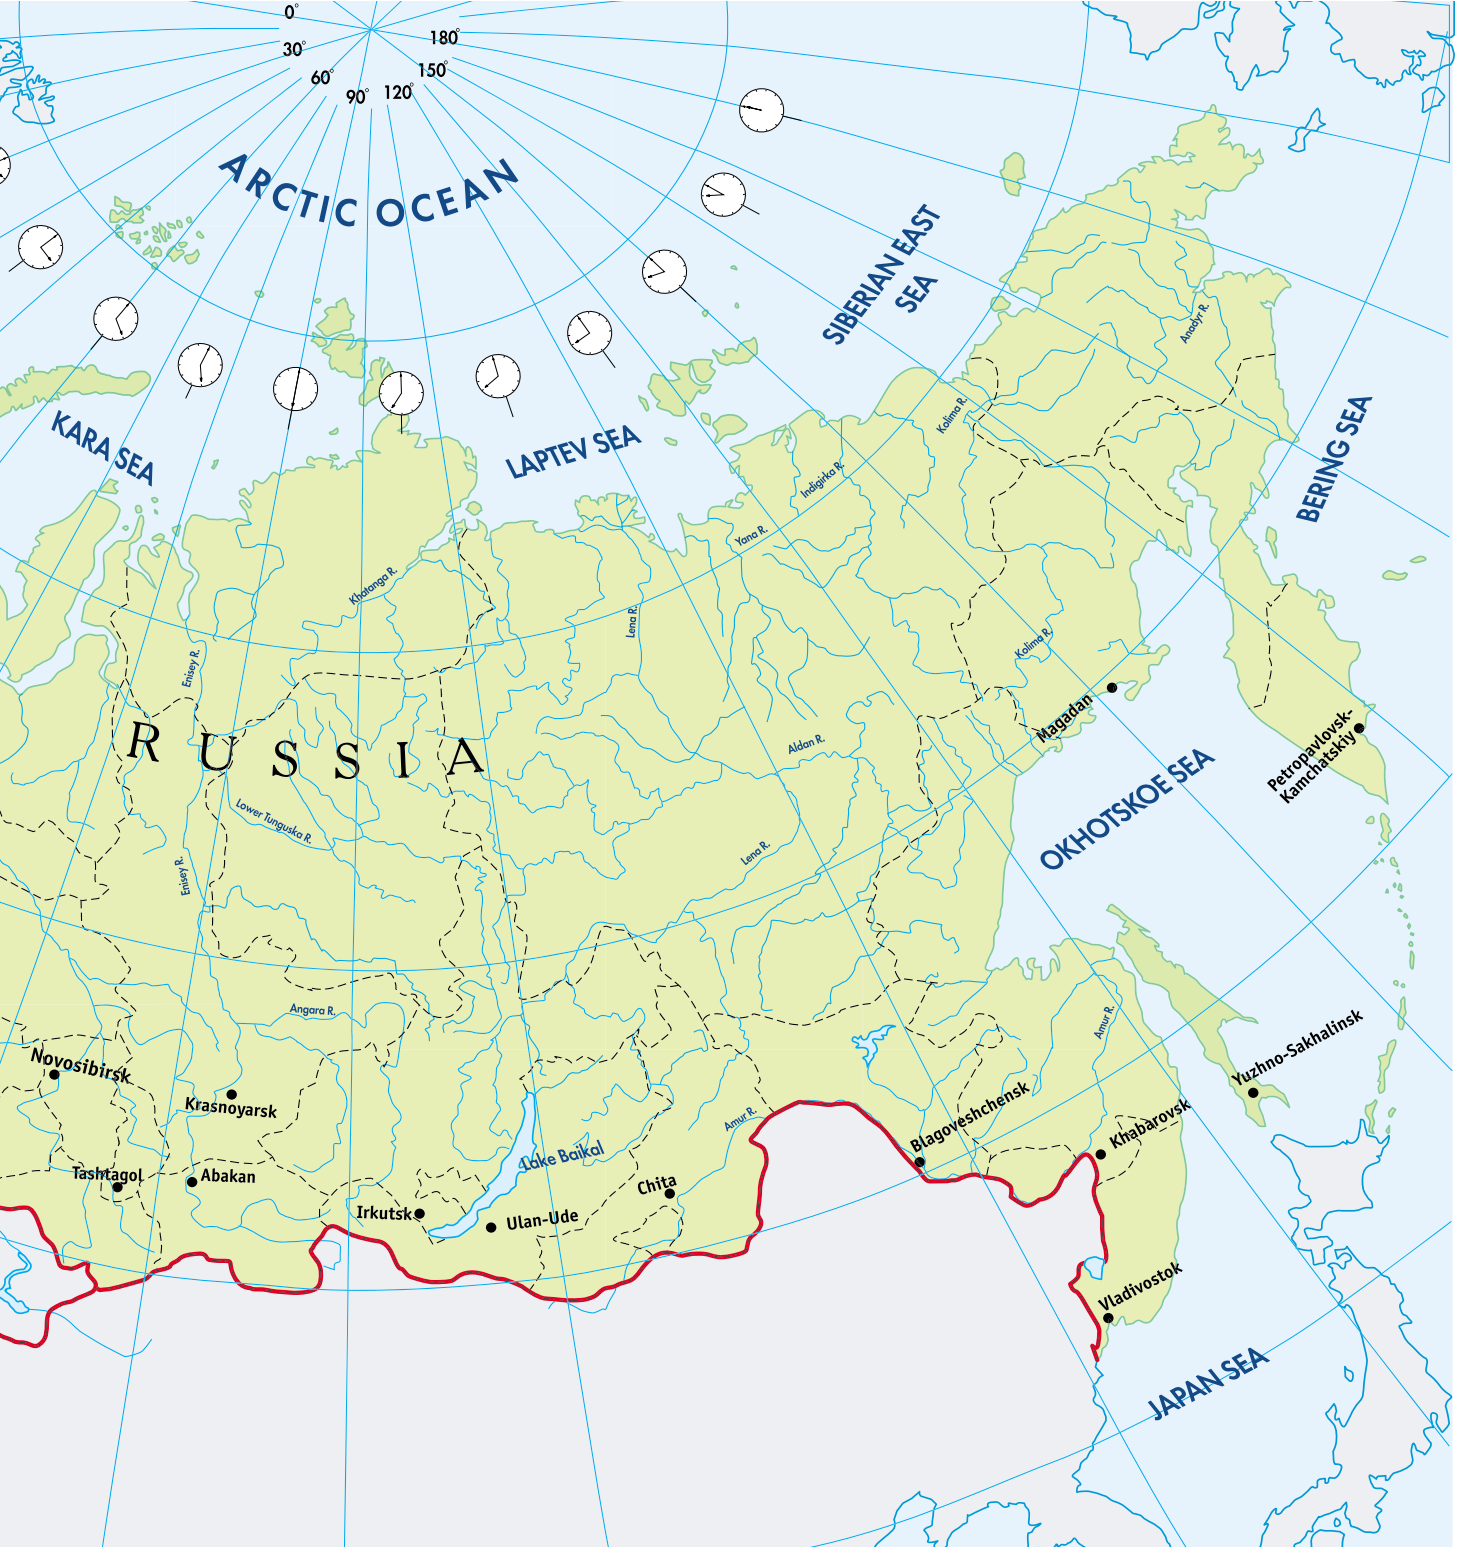 0°
30°
60°
90°
120°
150°
180°
ARCTIC OCEAN
SIBERIAN EAST
SEA
KARA SEA
LAPTEV SEA
BERING SEA
Anadyr R.
Kolima R.
Indigirka R.
Yana R.
Khatanga R.
Lena R.
Enisey R.
Kolima R.
Magadan
Petropavlovsk-
Kamchatskiy
RUSSIA
Aldan R.
OKHOTSKOE SEA
Lower Tunguska R.
Lena R.
Enisey R.
Angara R.
Amur R.
Yuzhno-Sakhalinsk
Novosibirsk
Krasnoyarsk
Blagoveshchensk
Khabarovsk
Amur R.
Lake Baikal
Tashtagol
Abakan
Chita
Irkutsk
Ulan-Ude
Vladivostok
JAPAN SEA